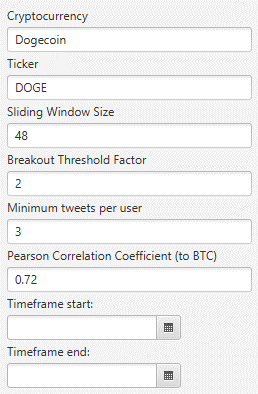 Cryptocurrency
Dogecoin
Ticker
DOGE
Sliding Window Size
48
Breakout Threshold Factor
2
Minimum tweets per user
3
Pearson Correlation Coefficient (to BTC)
0.72
Timeframe start:
Timeframe end: